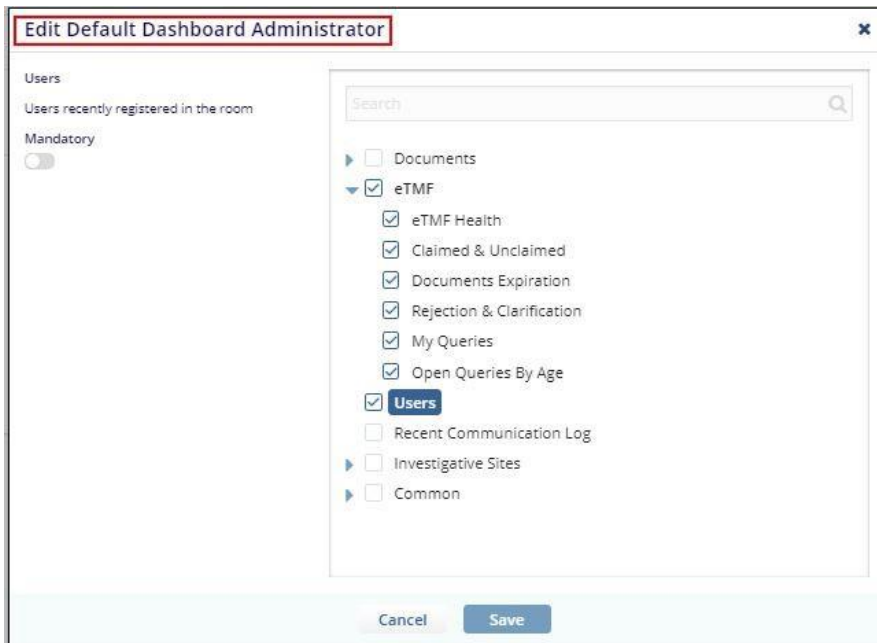 Edit Default Dashboard Administrator
Users
Users recently registered in the room
Mandatory
Search
Documents
eTMF
eTMF Health
Claimed & Unclaimed
Documents Expiration
Rejection & Clarification
My Queries
Open Queries By Age
Users
Recent Communication Log
Investigative Sites
Common
Cancel
Save